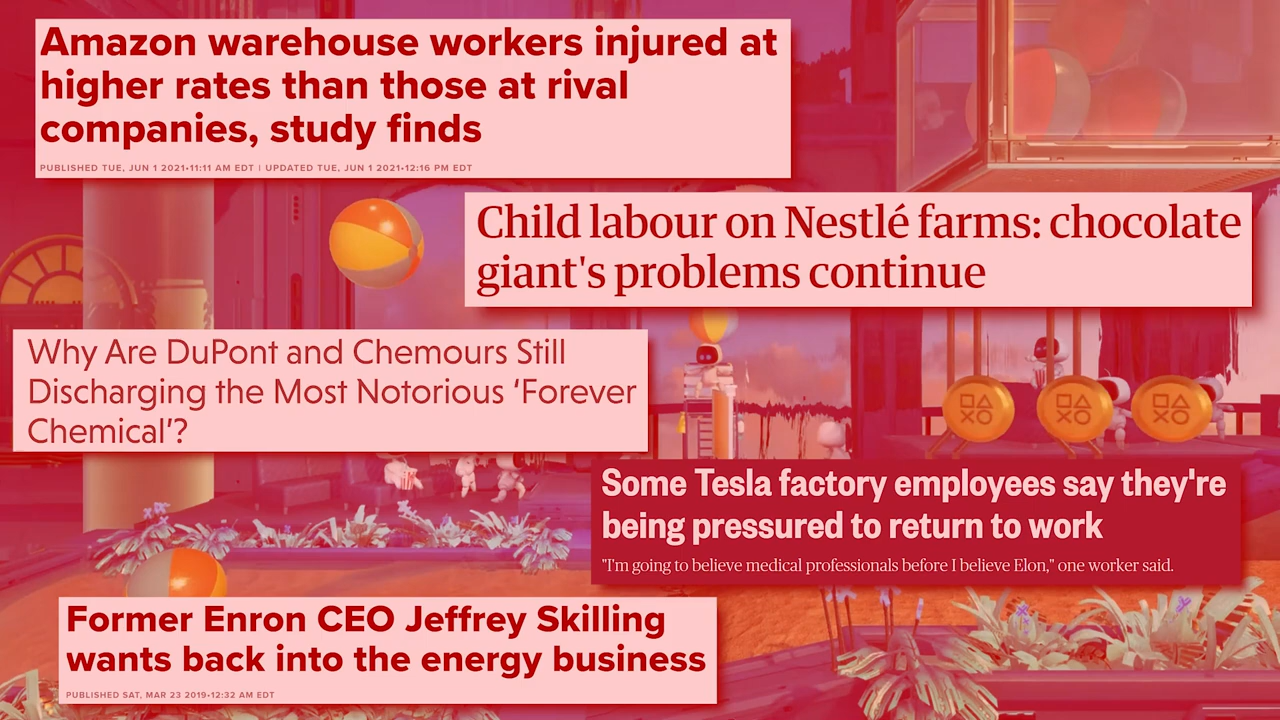 Amazon warehouse workers injured at
higher rates than those at rival
companies, study finds
PUBLISHED TUE, JUN 1 2021•11:11 AM EDT | UPDATED TUE, JUN 1 2021•12:16 PM EDT
Child labour on Nestlé farms: chocolate
giant's problems continue
Why Are DuPont and Chemours Still
Discharging the Most Notorious ‘Forever
Chemical’?
Some Tesla factory employees say they're
being pressured to return to work
"I'm going to believe medical professionals before I believe Elon," one worker said.
Former Enron CEO Jeffrey Skilling
wants back into the energy business
PUBLISHED SAT, MAR 23 2019•12:32 AM EDT